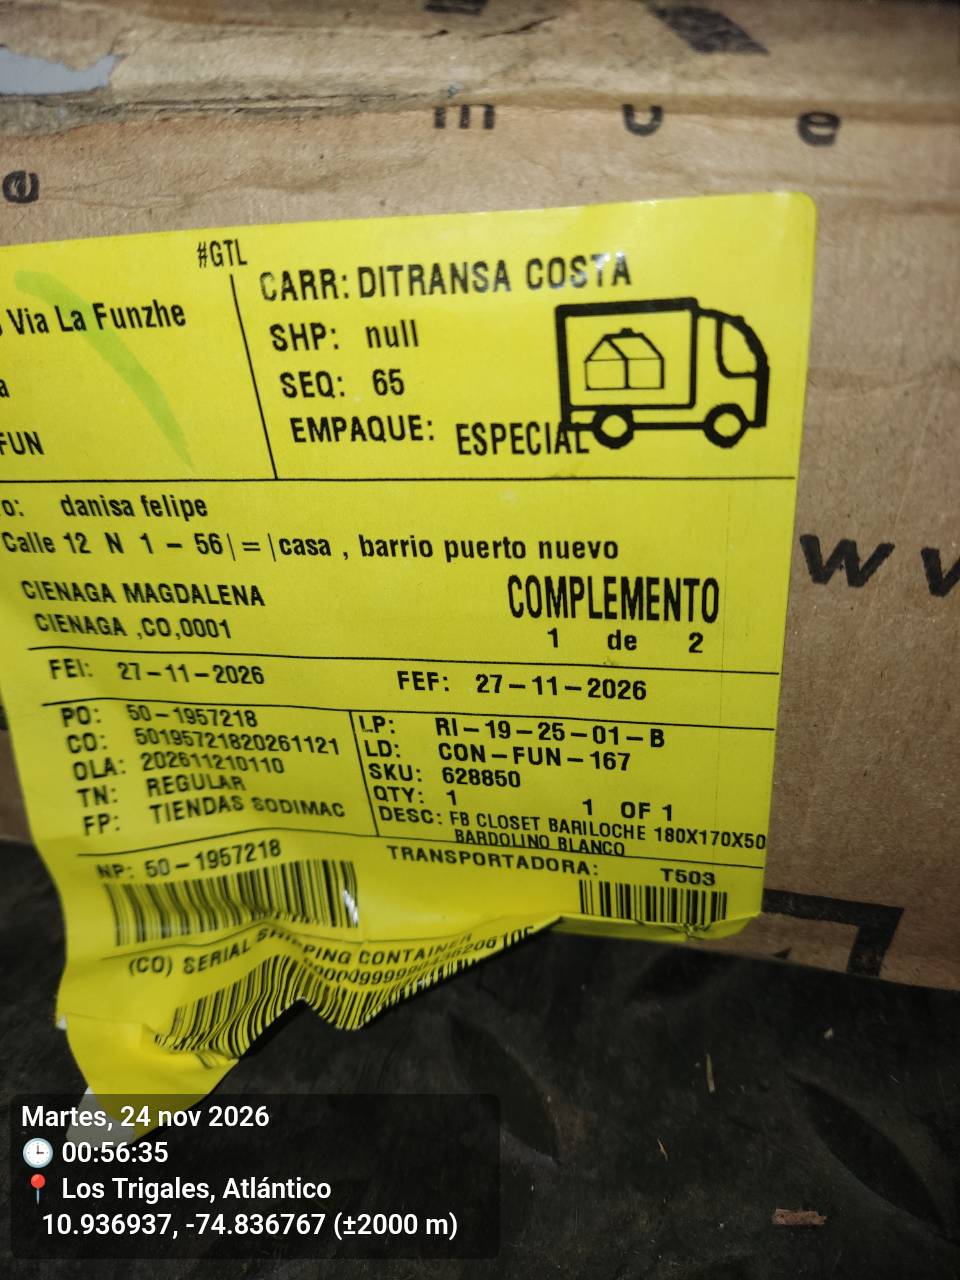 m u e
a
#GTL
Via La Funzhe
a
FUN
CARR: DITRANSA COSTA
SHP: null
SEQ: 65
EMPAQUE: ESPECIAL
o: danisa felipe
Calle 12 N 1 - 56| = |casa , barrio puerto nuevo
CIENAGA MAGDALENA
CIENAGA ,CO,0001
COMPLEMENTO
1 de 2
w w
FEI: 27-11-2026
FEF: 27-11-2026
PO: 50-1957218
CO: 50195721820261121
OLA: 202611210110
TN: REGULAR
FP: TIENDAS SODIMAC
LP: RI-19-25-01-B
LD: CON-FUN-167
SKU: 628850
QTY: 1 1 OF 1
DESC: FB CLOSET BARILOCHE 180X170X50
BARDOLINO BLANCO
NP: 50-1957218
TRANSPORTADORA: T503
(CO) SERIAL SHIPPING CONTAINER
Martes, 24 nov 2026
00:56:35
Los Trigales, Atlántico
10.936937, -74.836767 (±2000 m)